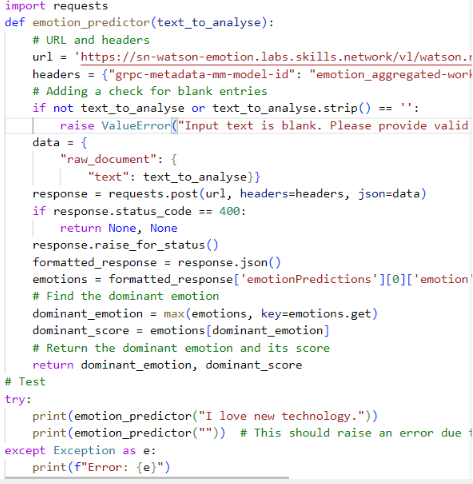 import requests
def emotion_predictor(text_to_analyse):
    # URL and headers
    url = 'https://sn-watson-emotion.labs.skills.network/vl/watson.r
    headers = {"grpc-metadata-mm-model-id": "emotion_aggregated-work
    # Adding a check for blank entries
    if not text_to_analyse or text_to_analyse.strip() == '':
        raise ValueError("Input text is blank. Please provide valid
    data = {
        "raw_document": {
            "text": text_to_analyse}}
    response = requests.post(url, headers=headers, json=data)
    if response.status_code == 400:
        return None, None
    response.raise_for_status()
    formatted_response = response.json()
    emotions = formatted_response['emotionPredictions'][0]['emotion'
    # Find the dominant emotion
    dominant_emotion = max(emotions, key=emotions.get)
    dominant_score = emotions[dominant_emotion]
    # Return the dominant emotion and its score
    return dominant_emotion, dominant_score
# Test
try:
    print(emotion_predictor("I love new technology."))
    print(emotion_predictor(""))  # This should raise an error due t
except Exception as e:
    print(f"Error: {e}")